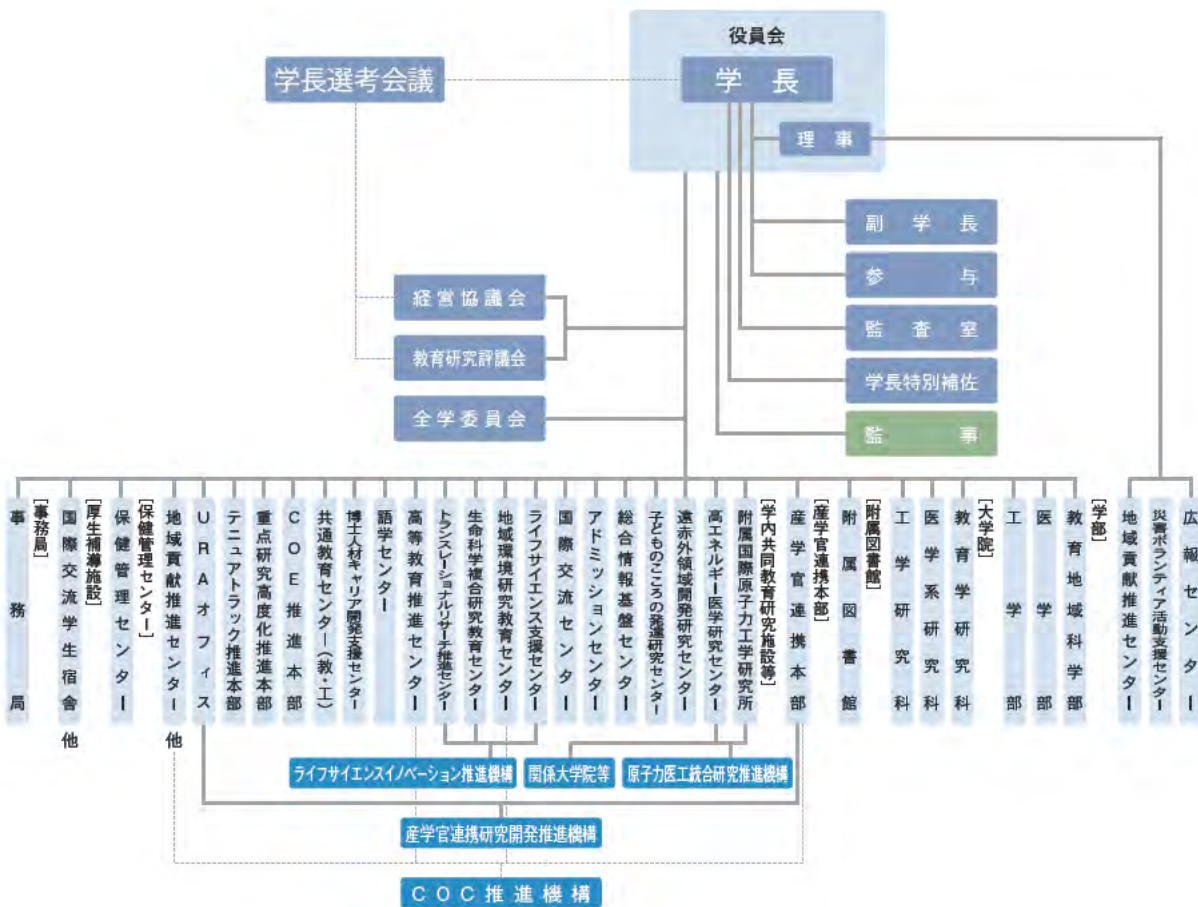 役員会
学長
学長選考会議
理事
副学長
参与
監査室
学長特別補佐
監事
経営協議会
教育研究評議会
全学委員会
広報センター
災害ボランティア活動支援センター
地域貢献推進センター
[学部]
教育地域科学部
医学部
工学部
[大学院]
教育学研究科
医学系研究科
工学研究科
[附属図書館]
附属図書館
[産学官連携本部]
産学官連携本部
[学内共同教育研究施設等]
附属国際原子力工学研究所
高エネルギー医学研究センター
遠赤外領域開発研究センター
子どものこころの発達研究センター
総合情報基盤センター
アドミッションセンター
国際交流センター
ライフサイエンス支援センター
地域環境研究教育センター
生命科学複合研究教育センター
トランスレーショナルリサーチ推進センター
高等教育推進センター
語学センター
博士人材キャリア開発支援センター
共通教育センター(教・工)
COE推進本部
重点研究高度化推進本部
テニュアトラック推進本部
URAオフィス
地域貢献推進センター 他
[保健管理センター]
保健管理センター
[厚生補導施設]
国際交流学生宿舎 他
[事務局]
事務局
ライフサイエンスイノベーション推進機構
関係大学院等
原子力医工統合研究推進機構
産学官連携研究開発推進機構
COC推進機構